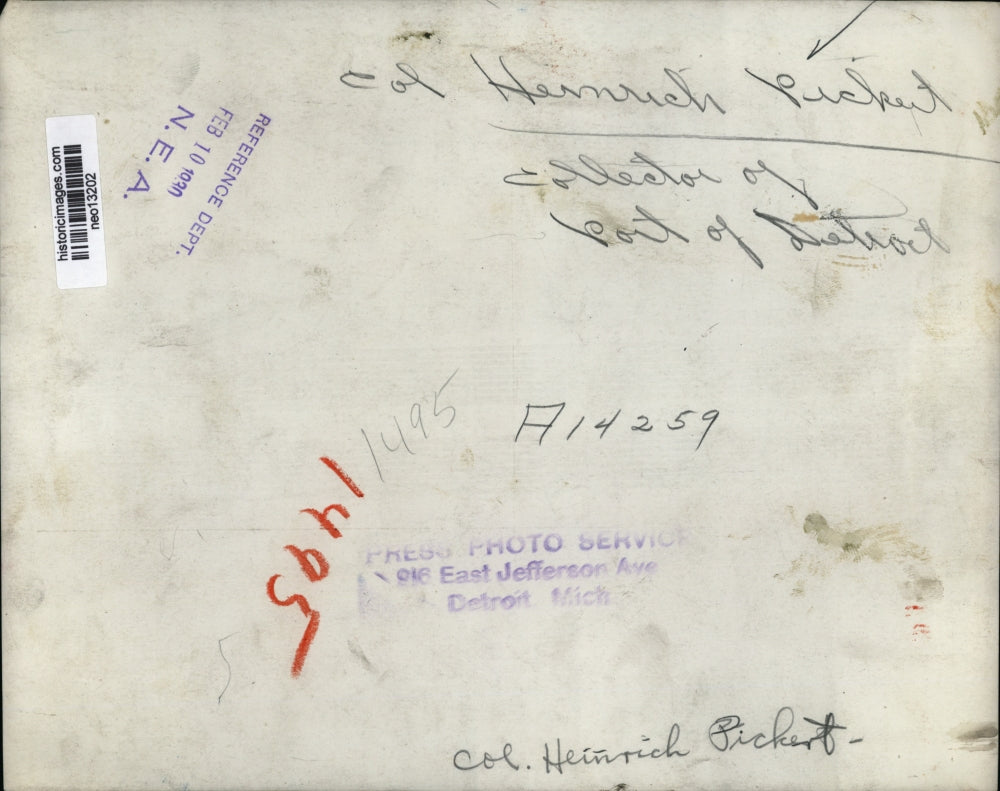 Col Heinrich Pickert
Collector of
Port of Detroit
historicimages.com
neo13202
REFERENCE DEPT.
FEB 10 1930
N. E. A.
1495
A14259
1495
PRESS PHOTO SERVICE
916 East Jefferson Ave
Detroit Mich
5
Col. Heinrich Pickert-